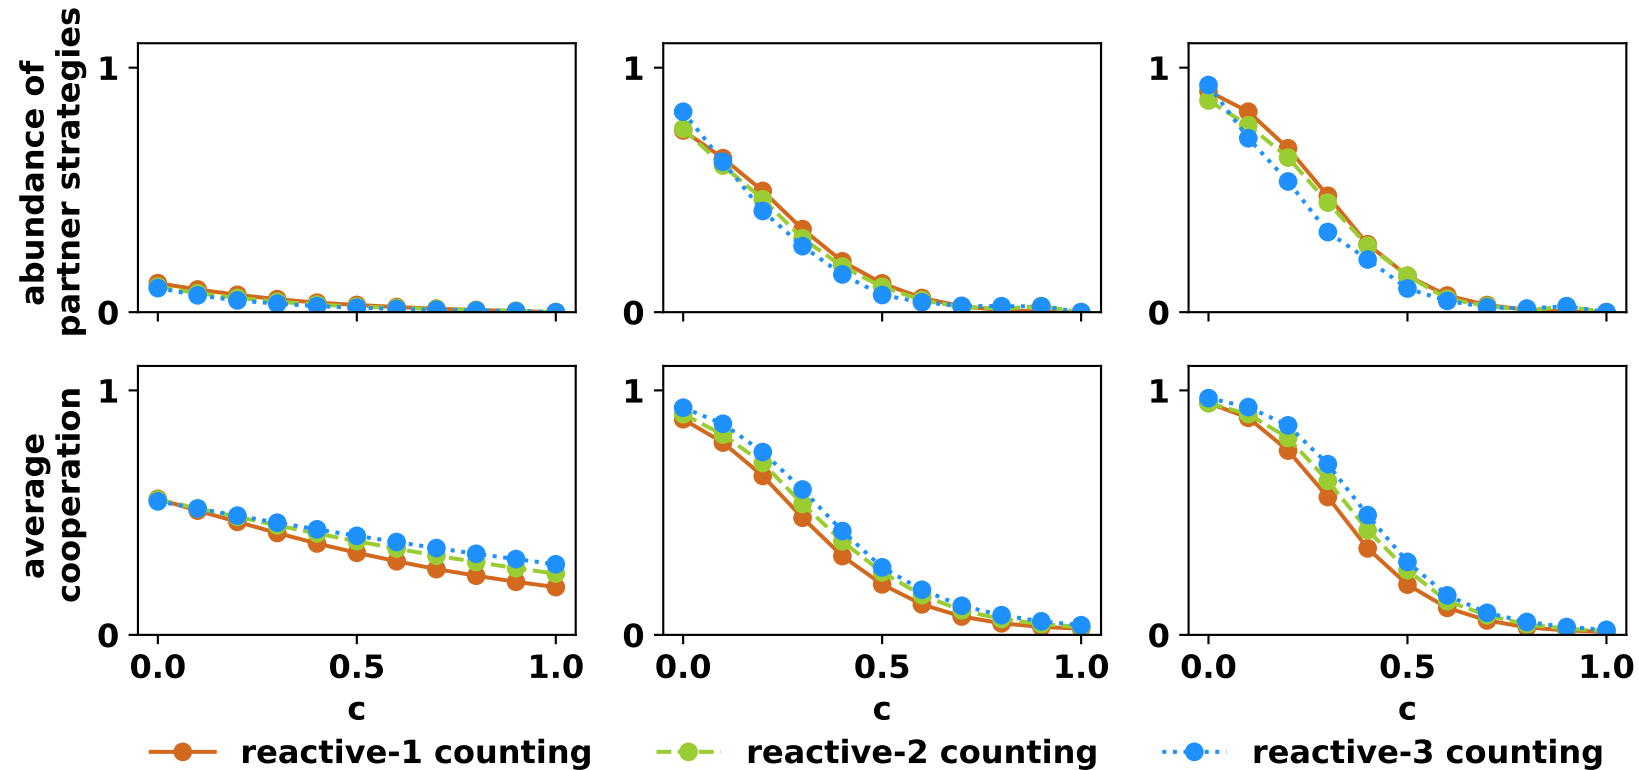 abundance of
partner strategies
1
0
1
0
1
0
average
cooperation
1
0
1
0
1
0
0.0 0.5 1.0
0.0 0.5 1.0
0.0 0.5 1.0
c
c
c
reactive-1 counting
reactive-2 counting
reactive-3 counting